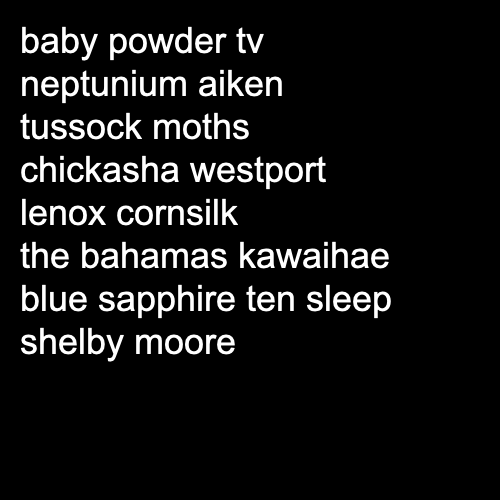 baby powder tv
neptunium aiken
tussock moths
chickasha westport
lenox cornsilk
the bahamas kawaihae
blue sapphire ten sleep
shelby moore